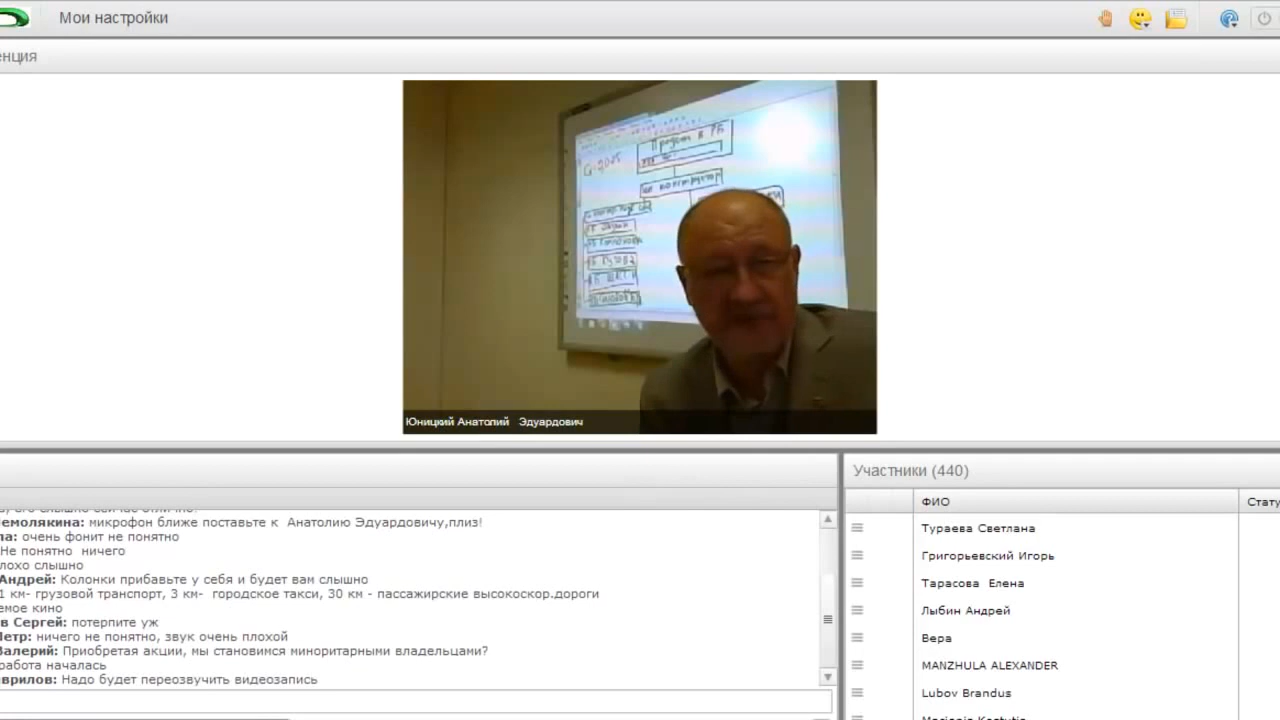 Мои настройки
енция
Проект в РБ
Юницкий Анатолий Эдуардович
емолякина: микрофон ближе поставьте к Анатолию Эдуардовичу,плиз!
ла: очень фонит не понятно
Не понятно ничего
лохо слышно
Андрей: Колонки прибавьте у себя и будет вам слышно
1 км- грузовой транспорт, 3 км- городское такси, 30 км - пассажирские высокоскор.дороги
емое кино
в Сергей: потерпите уж
Петр: ничего не понятно, звук очень плохой
Валерий: Приобретая акции, мы становимся миноритарными владельцами?
работа началась
врилов: Надо будет переозвучить видеозапись
Участники (440)
ФИО
Стату
Тураева Светлана
Григорьевский Игорь
Тарасова Елена
Лыбин Андрей
Вера
MANZHULA ALEXANDER
Lubov Brandus